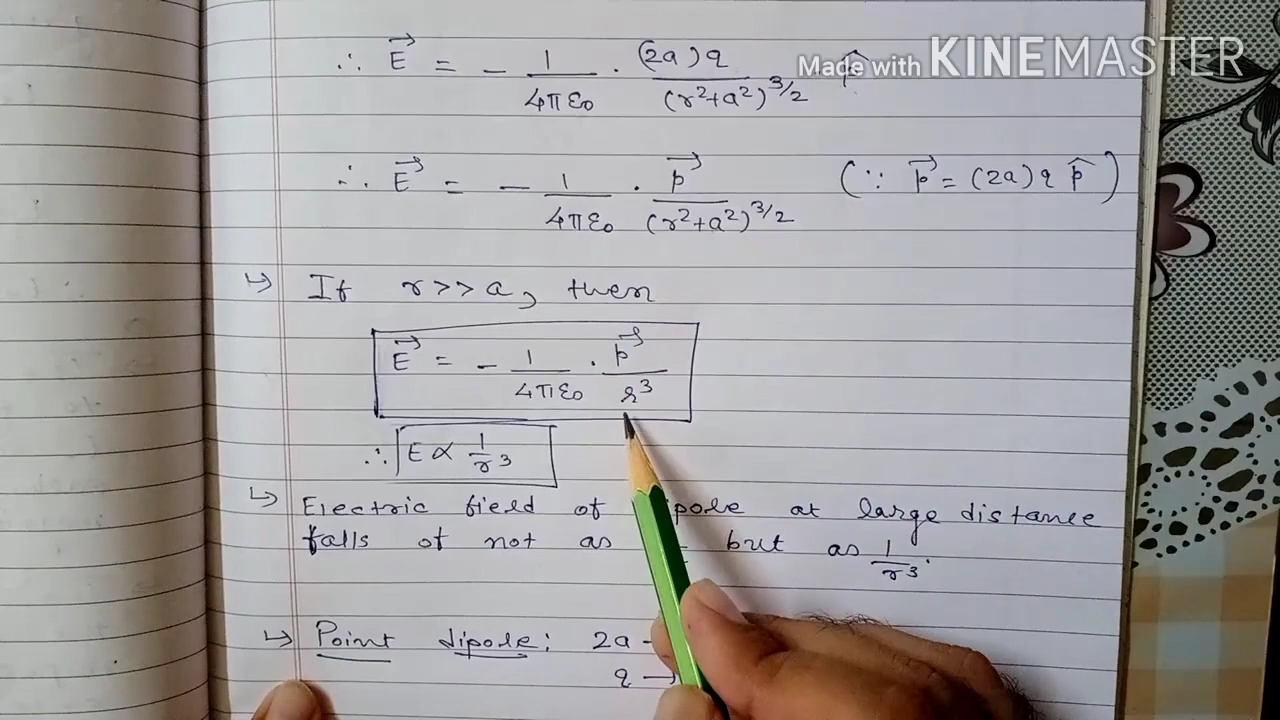 Made with KINEMASTER
∴ E⃗ = - 1/4πε₀ · (2a)q/(r²+a²)^3/2 p̂
∴ E⃗ = - 1/4πε₀ · p⃗/(r²+a²)^3/2 (∵ p⃗ = (2a)q p̂)
↳ If r>>a, then
E⃗ = - 1/4πε₀ · p⃗/r³
∴ E ∝ 1/r³
↳ Electric field of at large distance
falls of not as but as 1/r³.
↳ Point dipole: 2a
q →